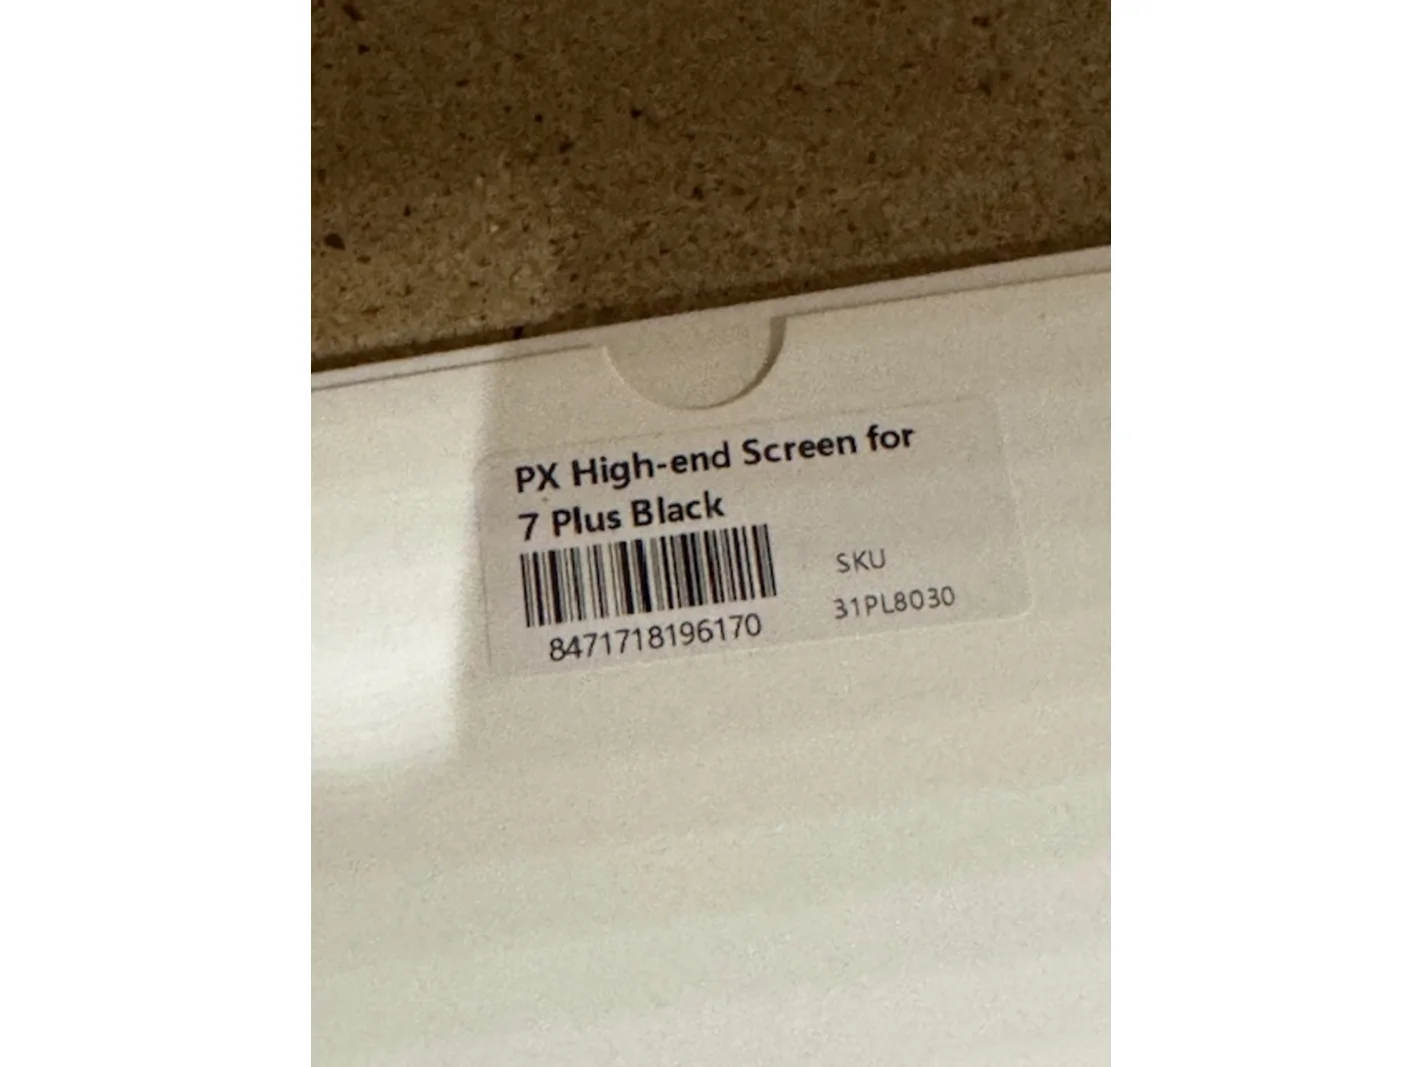 PX High-end Screen for
7 Plus Black
8471718196170
SKU
31PL8030